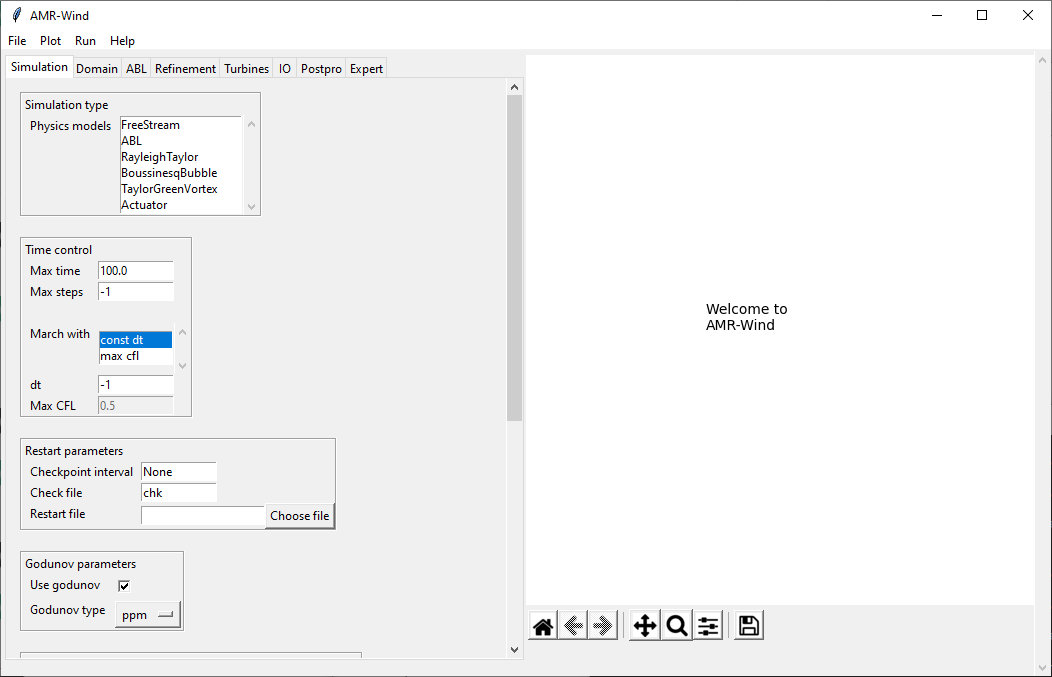 AMR-Wind
File Plot Run Help
Simulation Domain ABL Refinement Turbines IO Postpro Expert
Simulation type
Physics models
FreeStream
ABL
RayleighTaylor
BoussinesqBubble
TaylorGreenVortex
Actuator
Time control
Max time 100.0
Max steps -1
March with const dt
max cfl
dt -1
Max CFL 0.5
Restart parameters
Checkpoint interval None
Check file chk
Restart file Choose file
Godunov parameters
Use godunov
Godunov type ppm
Welcome to
AMR-Wind